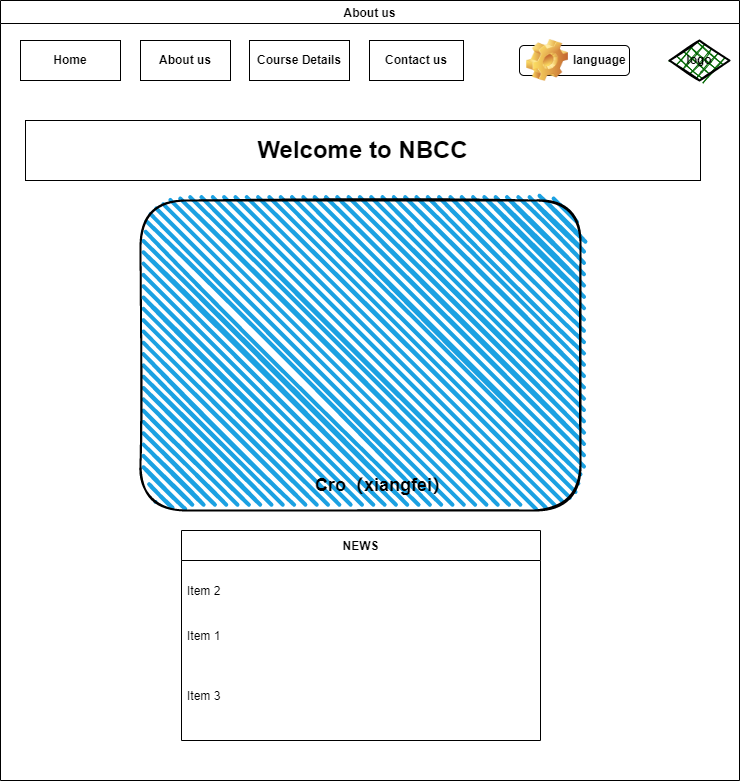 About us
Home
About us
Course Details
Contact us
language
logo
Welcome to NBCC
Cro（xiangfei）
NEWS
Item 2
Item 1
Item 3